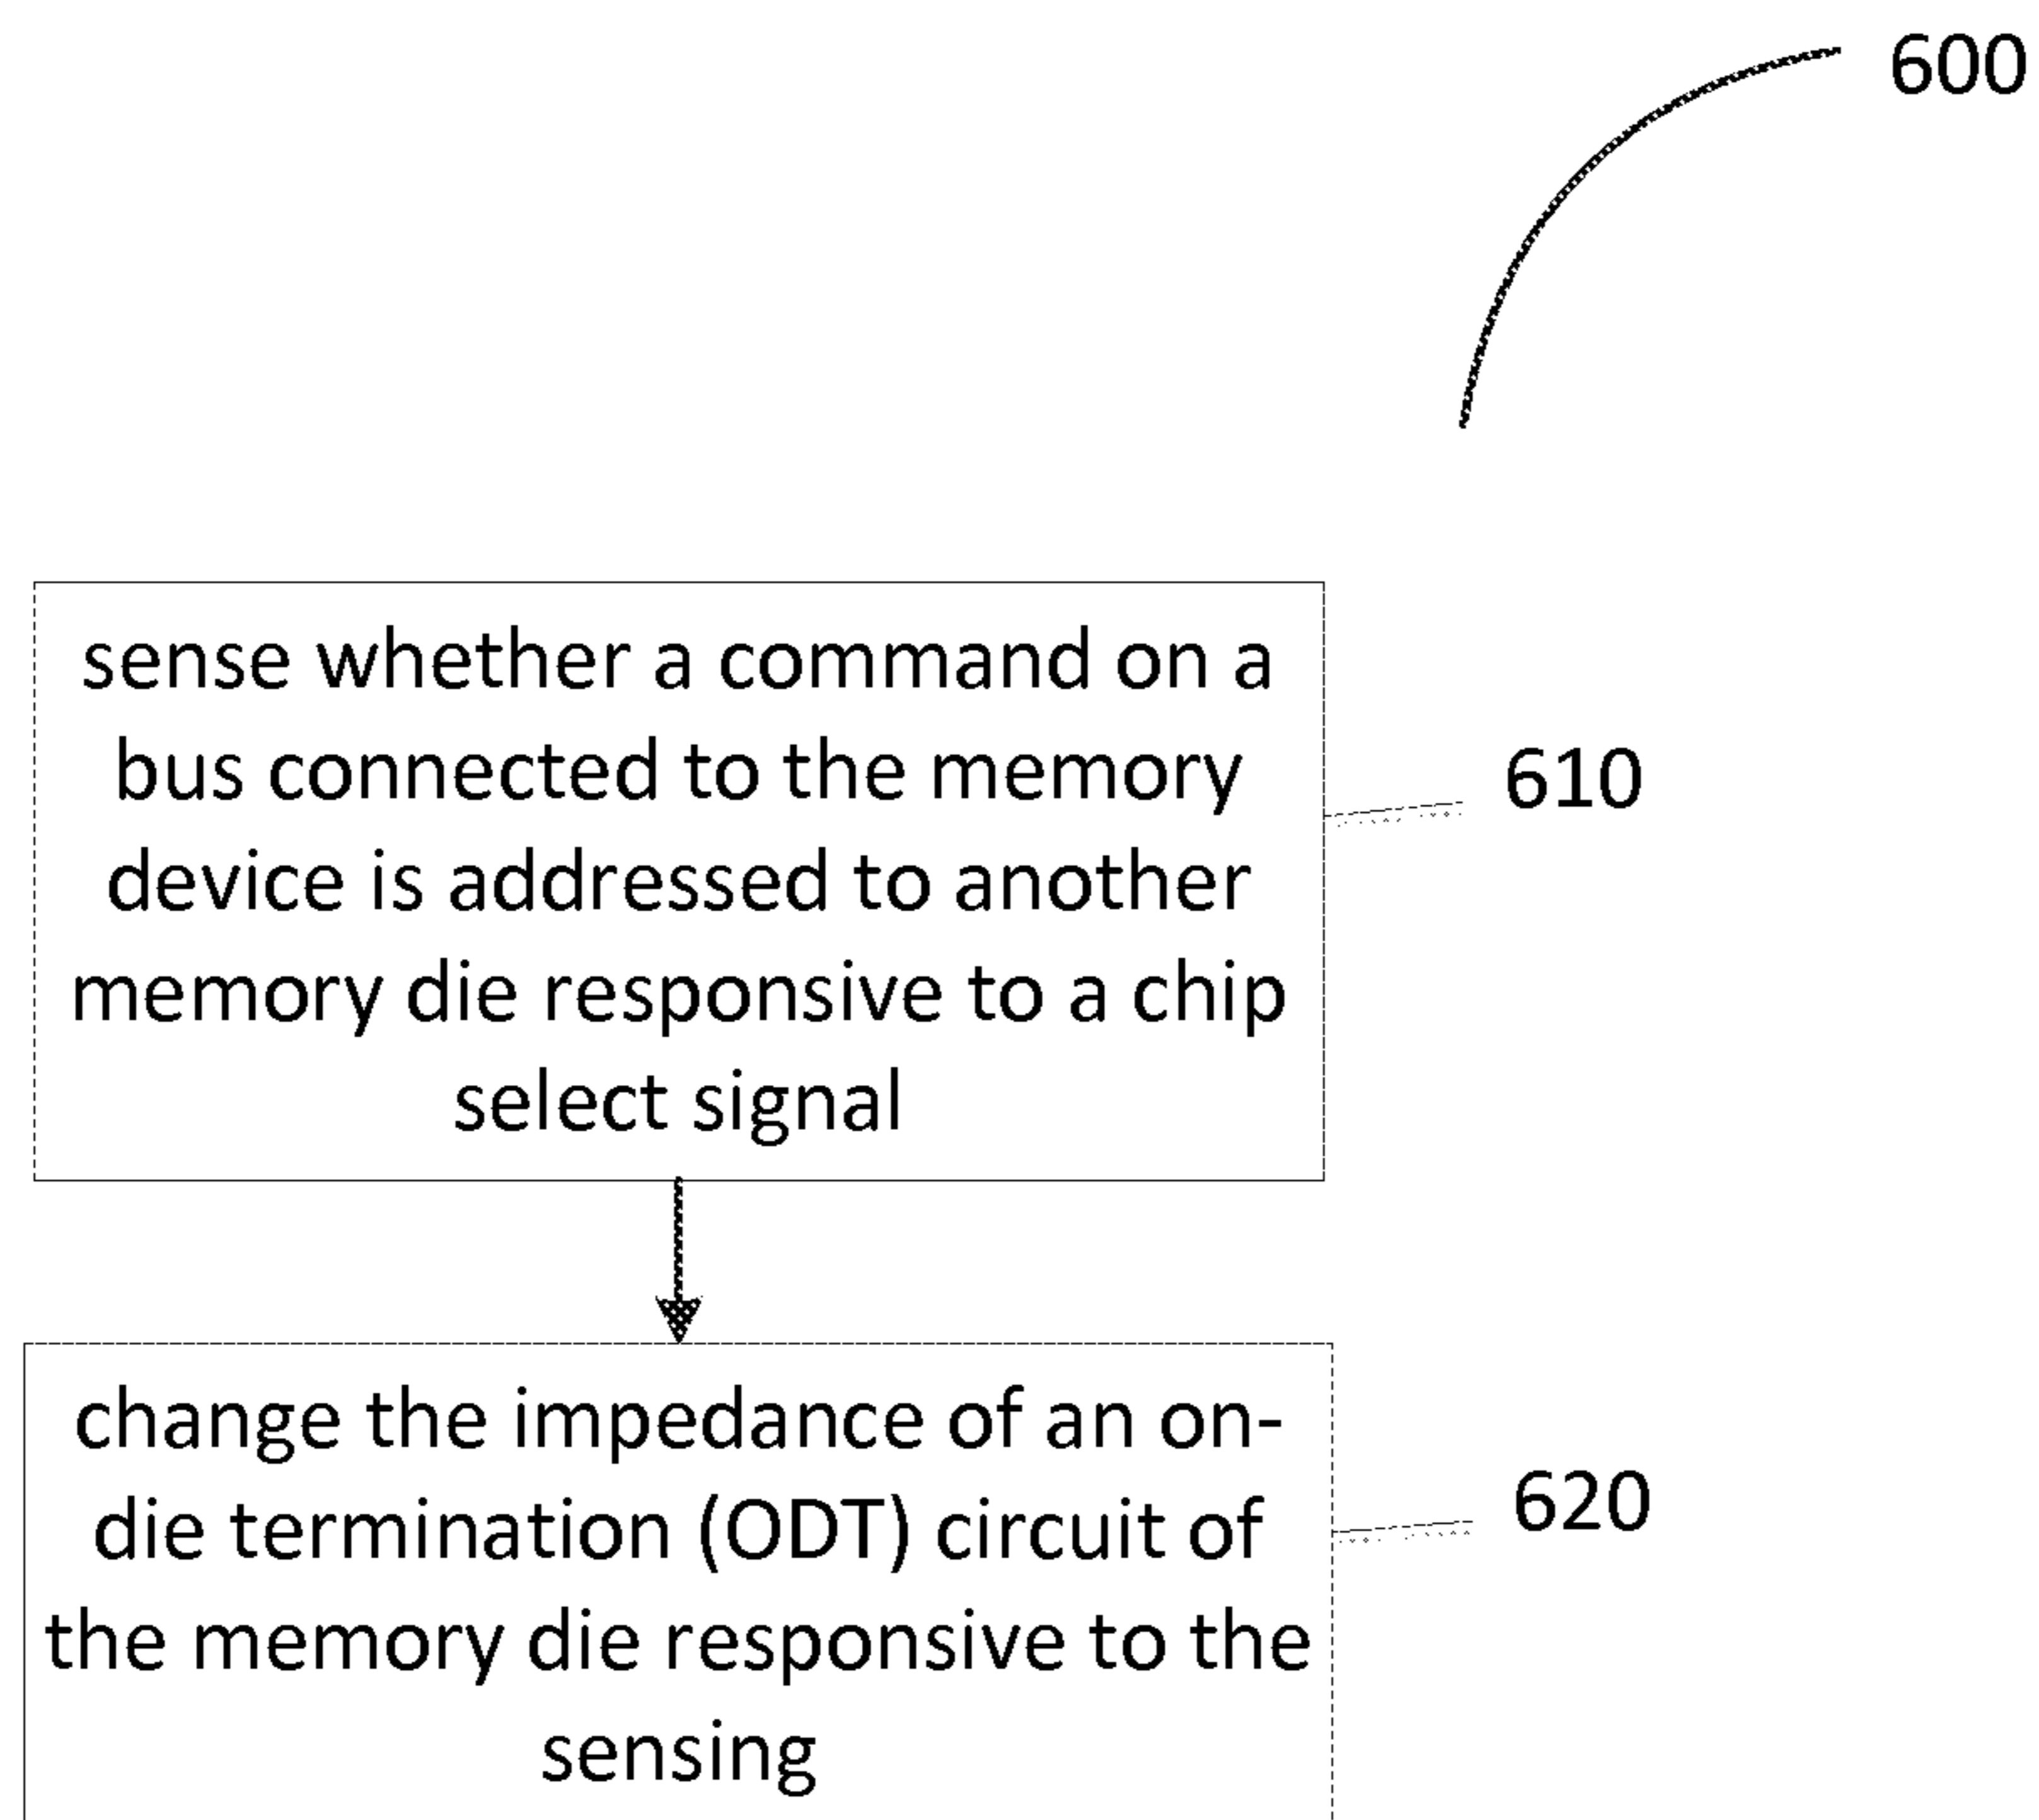 600
sense whether a command on a
bus connected to the memory
device is addressed to another
memory die responsive to a chip
select signal
610
change the impedance of an on-
die termination (ODT) circuit of
the memory die responsive to the
sensing
620